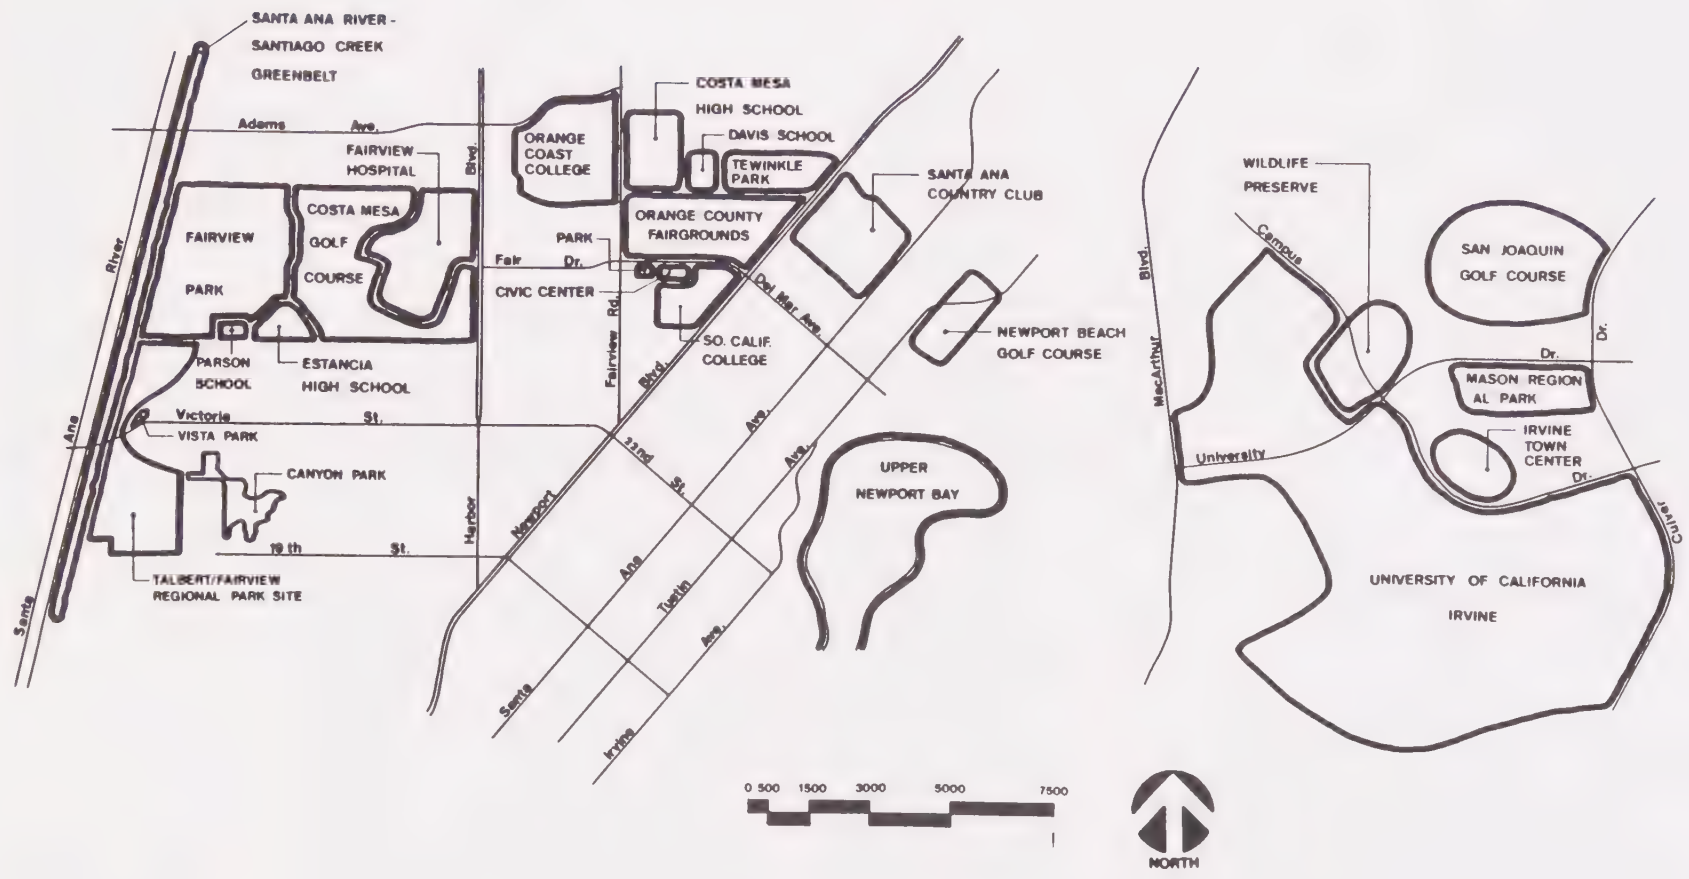 SANTA ANA RIVER -
SANTIAGO CREEK
GREENBELT
COSTA MESA
HIGH SCHOOL
DAVIS SCHOOL
Adams Ave.
FAIRVIEW
HOSPITAL
Blvd.
ORANGE
COAST
COLLEGE
TEWINKLE
PARK
SANTA ANA
COUNTRY CLUB
WILDLIFE
PRESERVE
COSTA MESA
GOLF
COURSE
FAIRVIEW
PARK
ORANGE COUNTY
FAIRGROUNDS
PARK
Fair Dr.
CIVIC CENTER
River
Campus
Blvd.
SAN JOAQUIN
GOLF COURSE
Del Mar Ave.
Rd.
SO. CALIF.
COLLEGE
NEWPORT BEACH
GOLF COURSE
Dr.
Dr.
PARSON
SCHOOL
ESTANCIA
HIGH SCHOOL
Fairview
Blvd.
MacArthur
MASON REGION
AL PARK
Victoria St.
VISTA PARK
Ana
Ave.
22nd
St.
Ave.
University
IRVINE
TOWN
CENTER
Dr.
CANYON PARK
UPPER
NEWPORT BAY
Harbor
Newport
Culver
19 th St.
TALBERT/FAIRVIEW
REGIONAL PARK SITE
Santa
Ana
Tustin
Ave.
UNIVERSITY OF CALIFORNIA
IRVINE
Santa
Irvine
0 500 1500 3000 5000 7500
NORTH